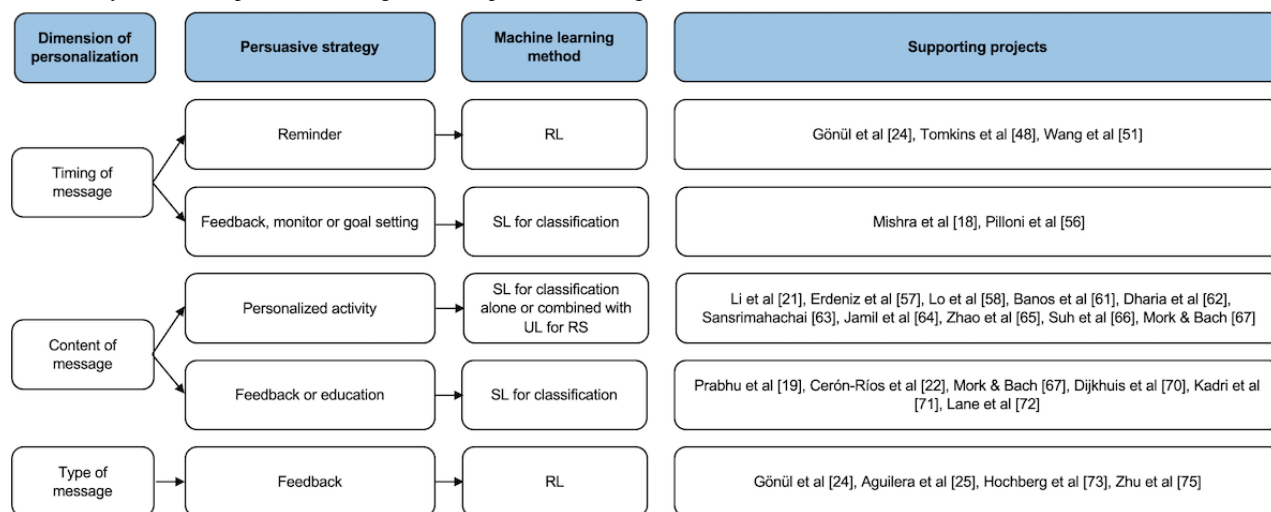 Dimension of
personalization
Persuasive strategy
Machine learning
method
Supporting projects
Timing of
message
Reminder
RL
Gönül et al [24], Tomkins et al [48], Wang et al [51]
Feedback, monitor or goal setting
SL for classification
Mishra et al [18], Pilloni et al [56]
Content of
message
Personalized activity
SL for classification
alone or combined with
UL for RS
Li et al [21], Erdeniz et al [57], Lo et al [58], Banos et al [61], Dharia et al [62],
Sansrimahachai [63], Jamil et al [64], Zhao et al [65], Suh et al [66], Mork & Bach [67]
Feedback or education
SL for classification
Prabhu et al [19], Cerón-Ríos et al [22], Mork & Bach [67], Dijkhuis et al [70], Kadri et al
[71], Lane et al [72]
Type of
message
Feedback
RL
Gönül et al [24], Aguilera et al [25], Hochberg et al [73], Zhu et al [75]